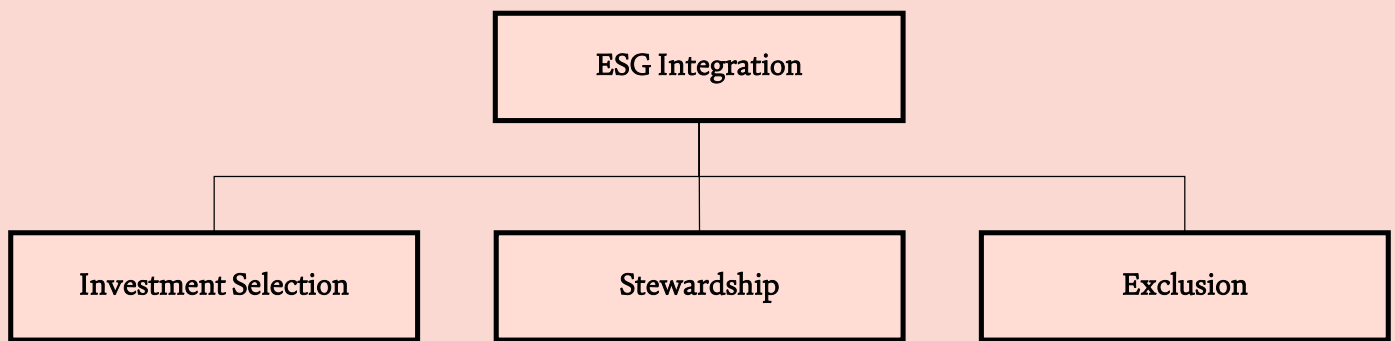 ESG Integration
Investment Selection
Stewardship
Exclusion